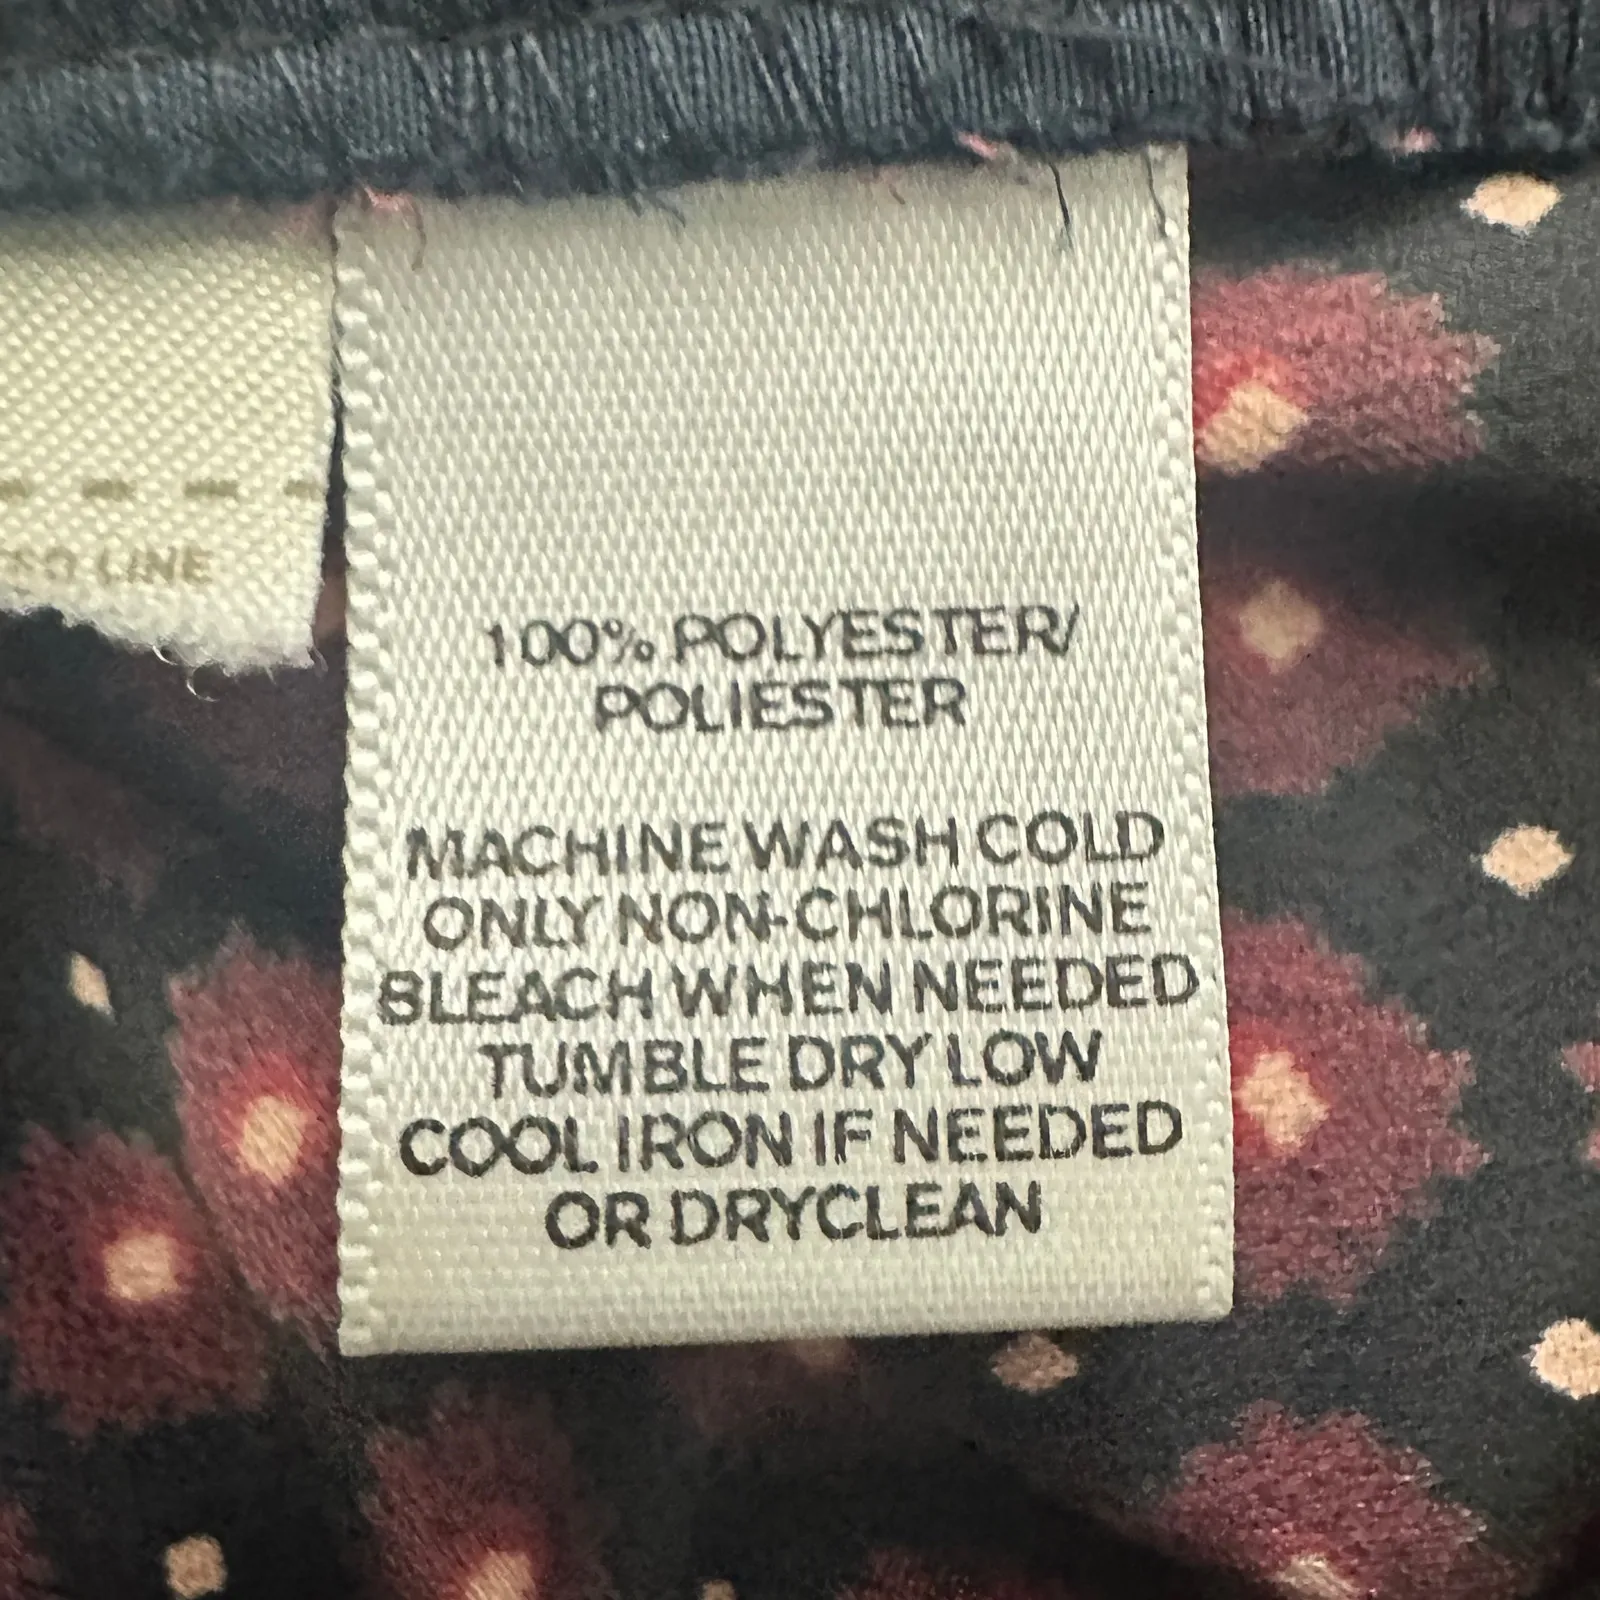 LINE
100% POLYESTER/
POLIESTER
MACHINE WASH COLD
ONLY NON-CHLORINE
BLEACH WHEN NEEDED
TUMBLE DRY LOW
COOL IRON IF NEEDED
OR DRYCLEAN